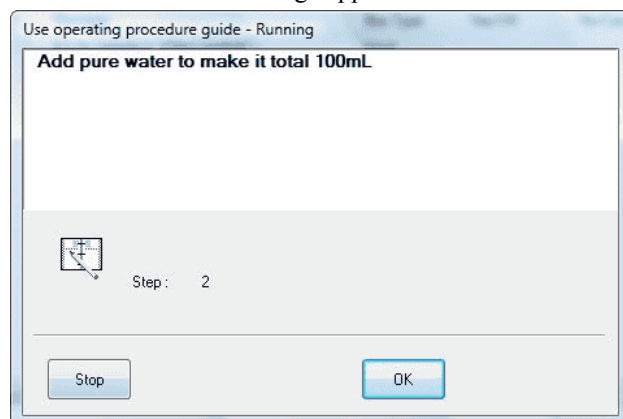 Use operating procedure guide - Running
Add pure water to make it total 100mL
Step : 2
Stop
OK